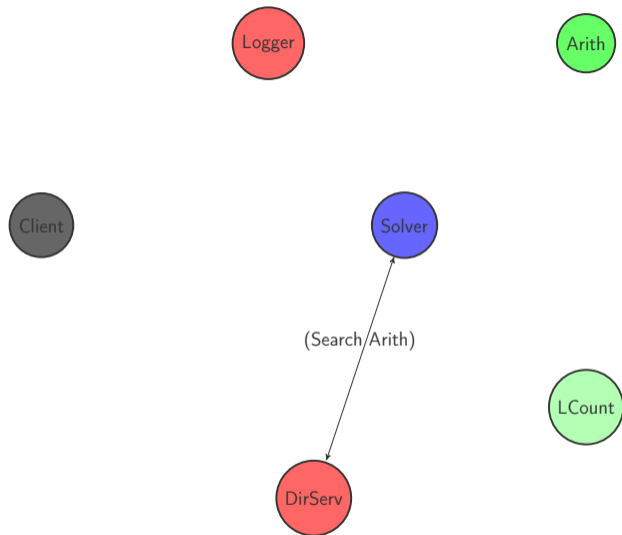 Logger
Arith
Client
Solver
(Search Arith)
LCount
DirServ